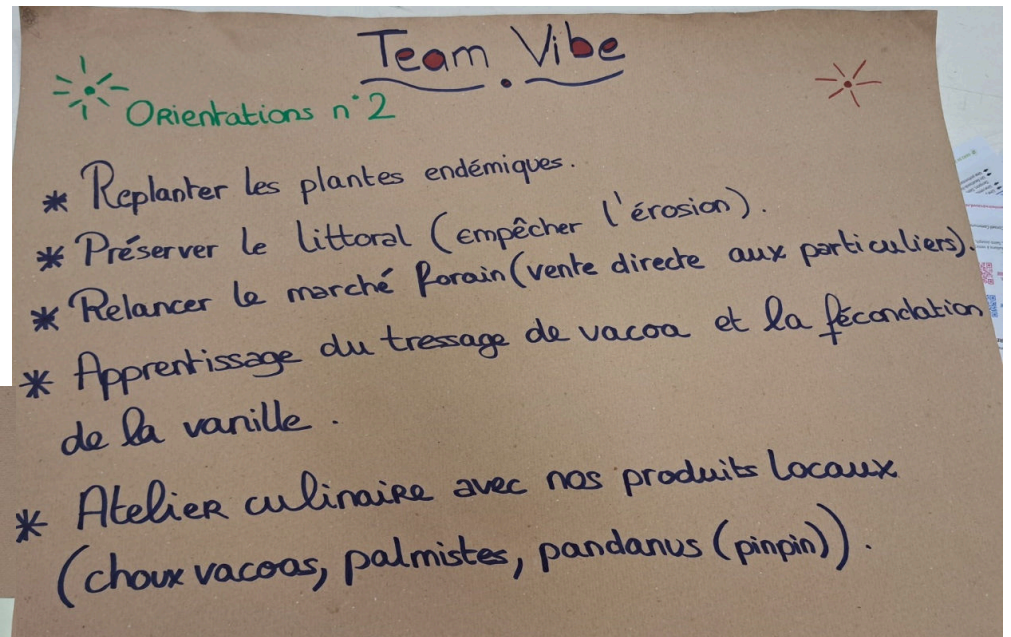 Team Vibe
Orientations n°2
* Replanter les plantes endémiques.
* Préserver le littoral (empêcher l'érosion).
* Relancer le marché forain (vente directe aux particuliers).
* Apprentissage du tressage de vacoa et la fécondation
de la vanille.
* Atelier culinaire avec nos produits locaux
(choux vacoas, palmistes, pandanus (pinpin)).